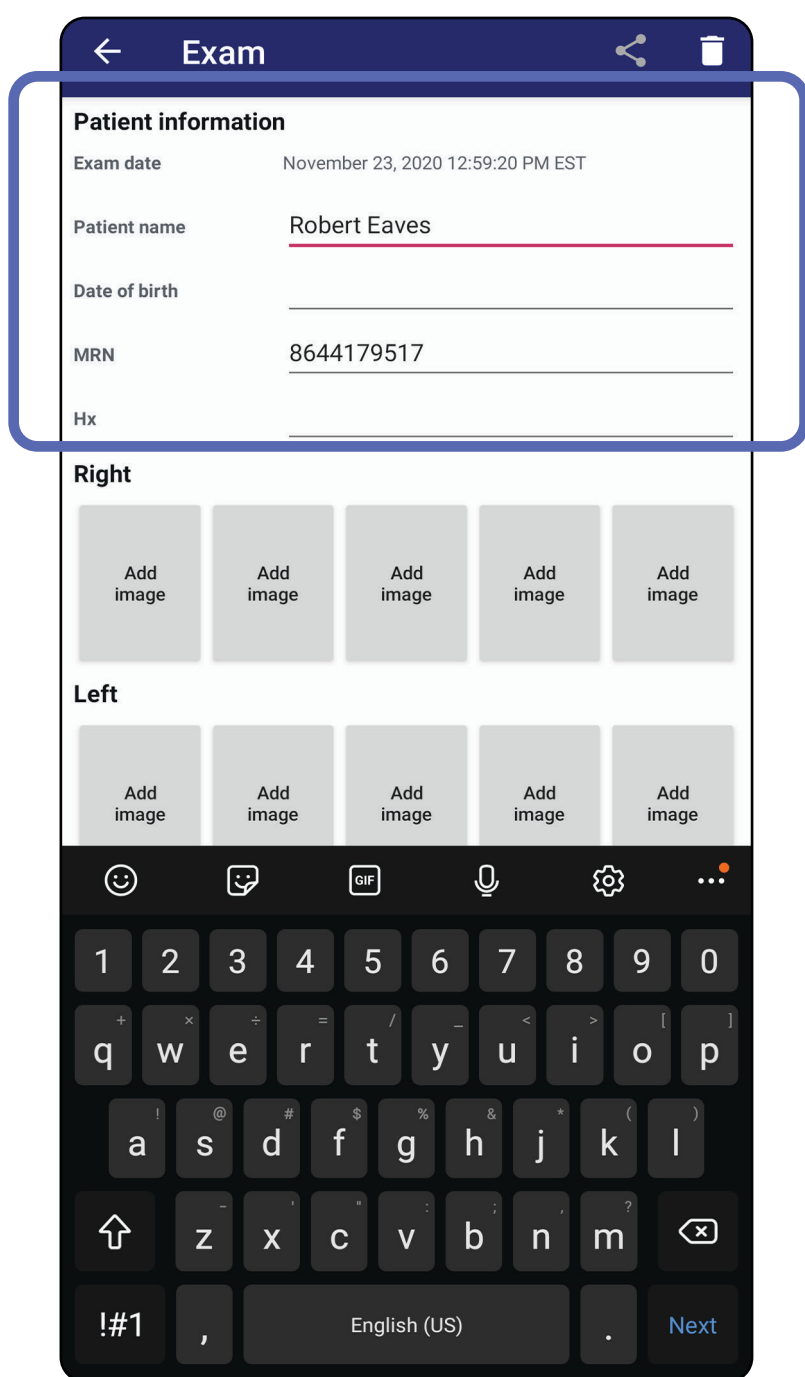 Exam
Patient information
Exam date November 23, 2020 12:59:20 PM EST
Patient name Robert Eaves
Date of birth
MRN 8644179517
Hx
Right
Add image Add image Add image Add image Add image
Left
Add image Add image Add image Add image Add image
GIF
1 2 3 4 5 6 7 8 9 0
+ × ÷ = / _ < > [ ]
q w e r t y u i o p
! @ # $ % & * ( )
a s d f g h j k l
- ' " : ; , ?
z x c v b n m
!#1 , English (US) . Next